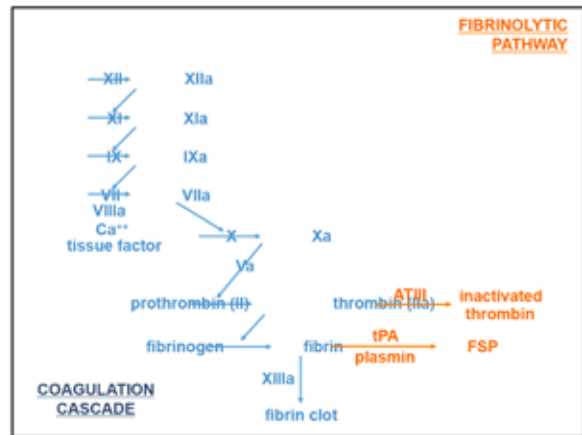 FIBRINOLYTIC
PATHWAY
XII XIIa
XI XIa
IX IXa
VII VIIa
VIIIa
Ca++
tissue factor
X Xa
Va
prothrombin (II) thrombin (IIa) ATIII inactivated
thrombin
fibrinogen fibrin tPA FSP
plasmin
XIIIa
COAGULATION
CASCADE
fibrin clot